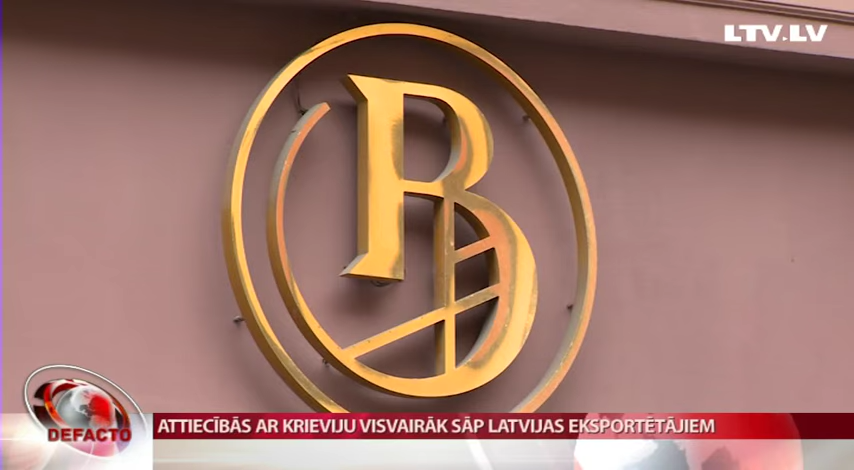 LTV.LV
B
DEFACTO
ATTIECĪBĀS AR KRIEVIJU VISVAIRĀK SĀP LATVIJAS EKSPORTĒTĀJIEM